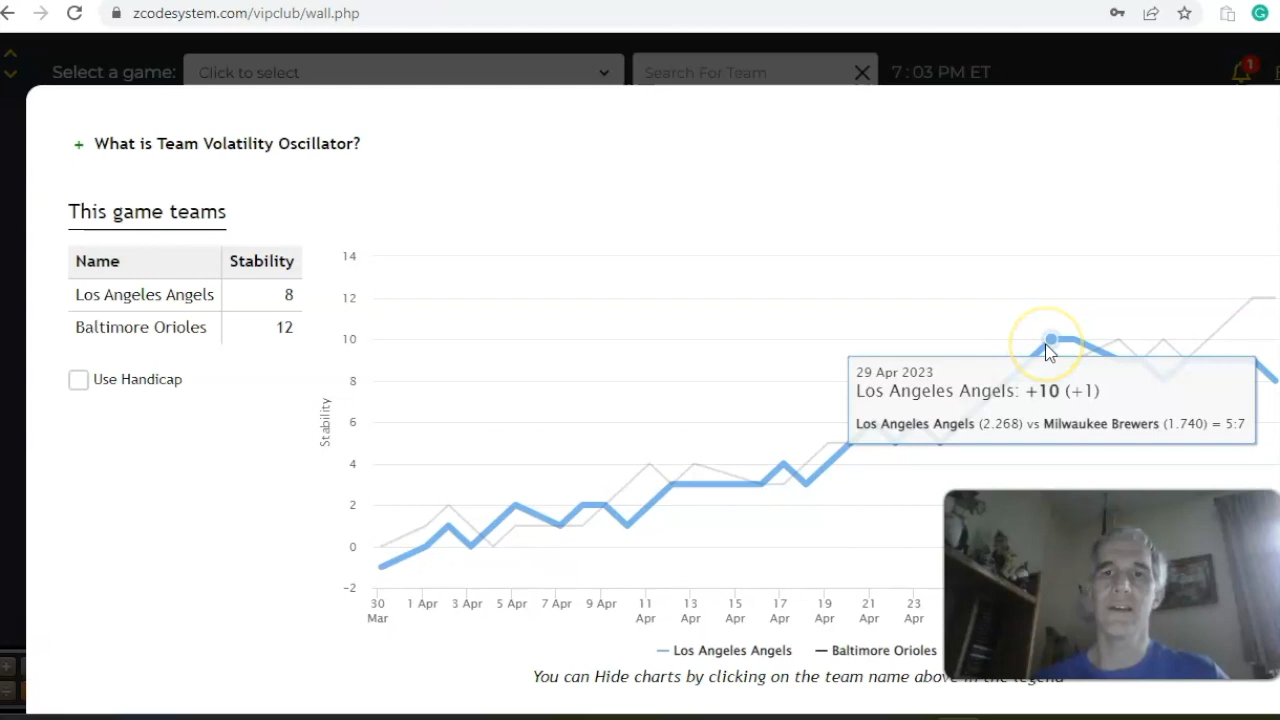 zcodesystem.com/vipclub/wall.php
Select a game:
Click to select
Search For Team
7:03 PM ET
1
+ What is Team Volatility Oscillator?
This game teams
Name Stability
Los Angeles Angels 8
Baltimore Orioles 12
Use Handicap
Stability
14
12
10
8
6
4
2
0
-2
29 Apr 2023
Los Angeles Angels: +10 (+1)
Los Angeles Angels (2.268) vs Milwaukee Brewers (1.740) = 5:7
30 Mar
1 Apr
3 Apr
5 Apr
7 Apr
9 Apr
11 Apr
13 Apr
15 Apr
17 Apr
19 Apr
21 Apr
23 Apr
Los Angeles Angels
Baltimore Orioles
You can Hide charts by clicking on the team name above in the legend